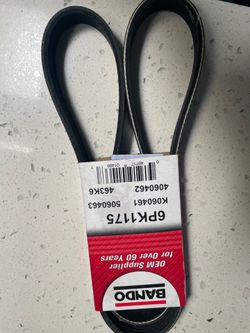 BANDO
OEM Supplier
for Over 60 Years
6PK1175
K060461 5060463
4060462 463K6